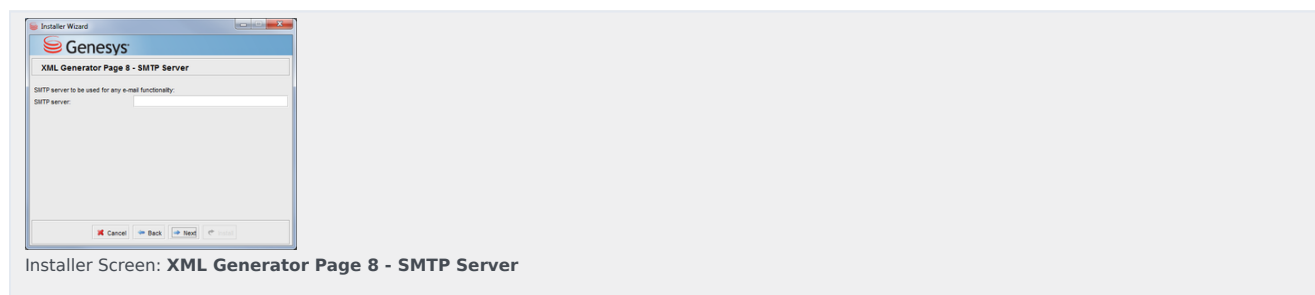 Installer Wizard
Genesys
XML Generator Page 8 - SMTP Server
SMTP server to be used for any e-mail functionality:
SMTP server:
Cancel Back Next Install
Installer Screen: XML Generator Page 8 - SMTP Server